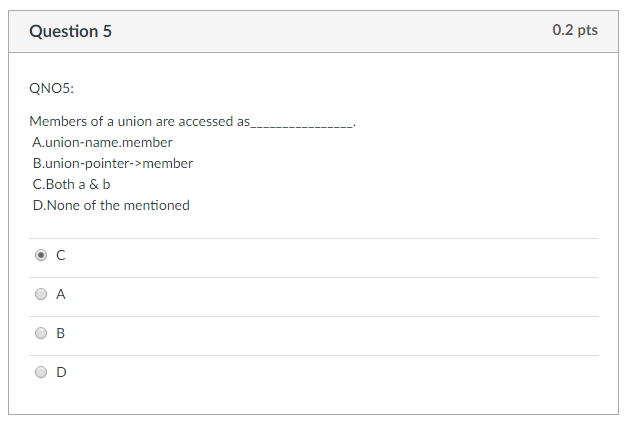 Question 5
0.2 pts
QNO5:
Members of a union are accessed as________________.
A.union-name.member
B.union-pointer->member
C.Both a & b
D.None of the mentioned
C
A
B
D